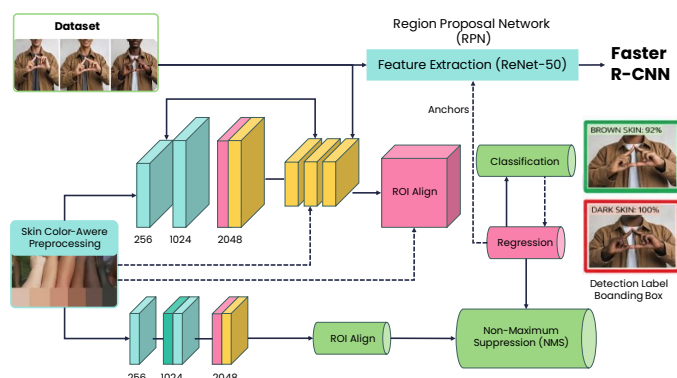 Dataset
Region Proposal Network
(RPN)
Feature Extraction (ReNet-50)
Faster
R-CNN
Anchors
BROWN SKIN: 92%
Classification
ROI Align
Skin Color-Awere
Preprocessing
256
1024
2048
Regression
DARK SKIN: 100%
Detection Label
Boanding Box
ROI Align
Non-Maximum
Suppression (NMS)
256
1024
2048